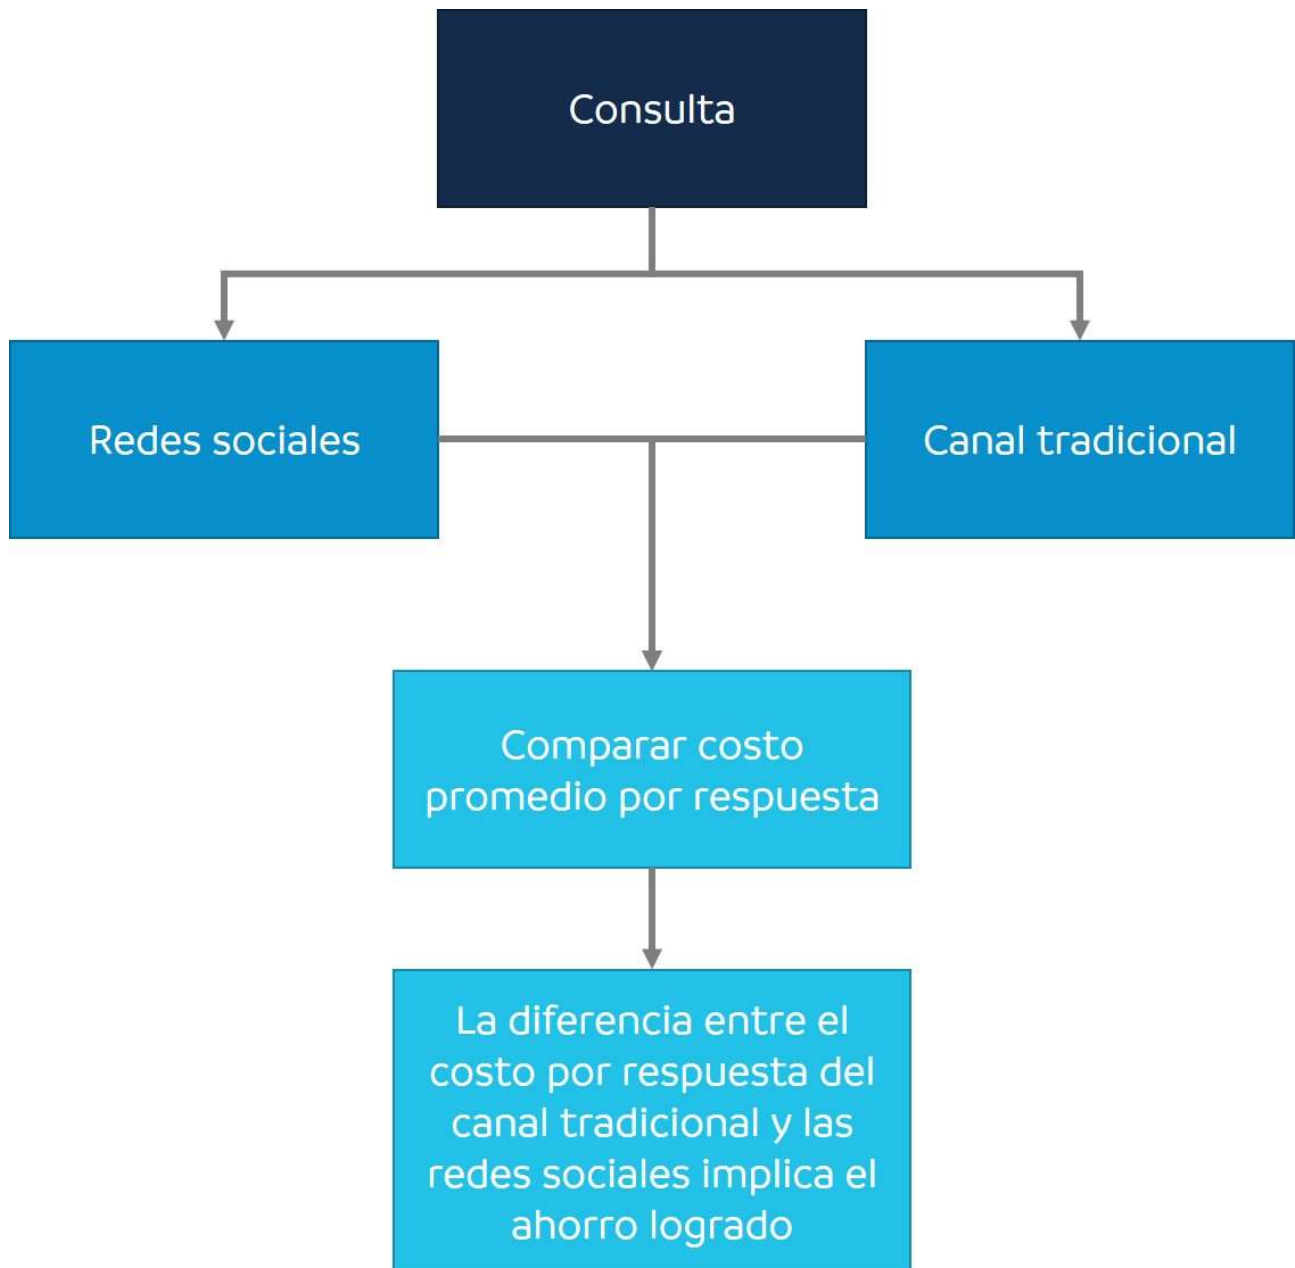 Consulta
Redes sociales
Canal tradicional
Comparar costo
promedio por respuesta
La diferencia entre el
costo por respuesta del
canal tradicional y las
redes sociales implica el
ahorro logrado